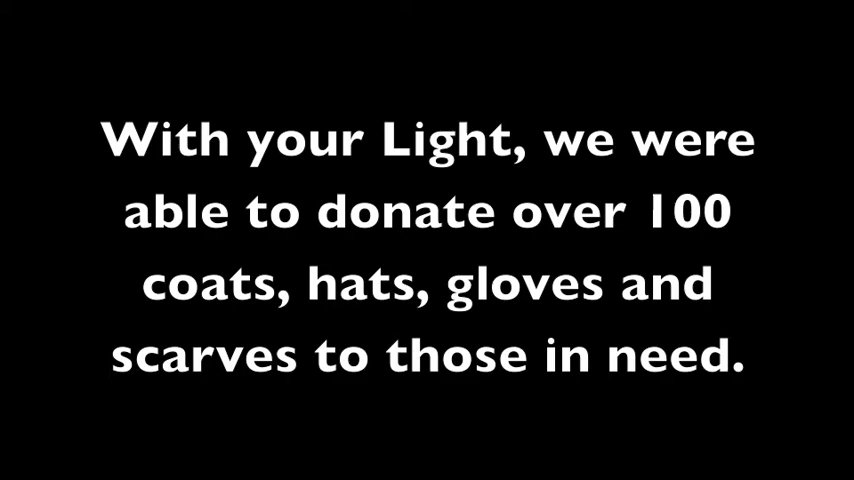 With your Light, we were
able to donate over 100
coats, hats, gloves and
scarves to those in need.